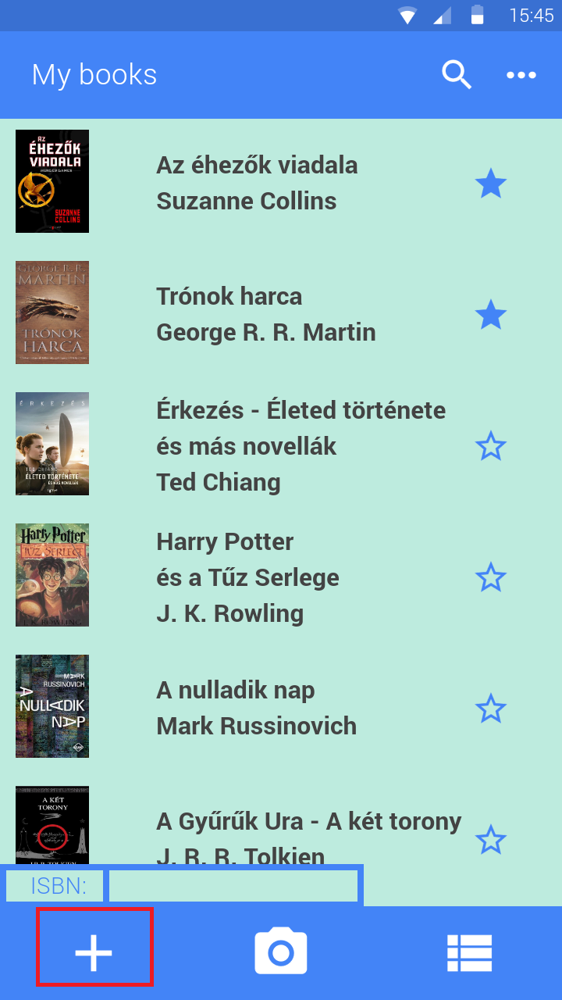 15:45
My books
AZ
ÉHEZŐK
VIADALA
HUNGER GAMES
SUZANNE
COLLINS
Az éhezők viadala
Suzanne Collins
GEORGE R. R.
MARTIN
TRÓNOK
HARCA
Trónok harca
George R. R. Martin
ÉRKEZÉS
TED CHIANG
ÉLETED TÖRTÉNETE
ÉS MÁS NOVELLÁK
Érkezés - Életed története
és más novellák
Ted Chiang
Harry Potter
TŰZ SERLEGE
J. K. ROWLING
Harry Potter
és a Tűz Serlege
J. K. Rowling
MARK
RUSSINOVICH
A
NULLADIK
NAP
A nulladik nap
Mark Russinovich
A KÉT
TORONY
J.R.R. TOLKIEN
A Gyűrűk Ura - A két torony
J. R. R. Tolkien
ISBN: